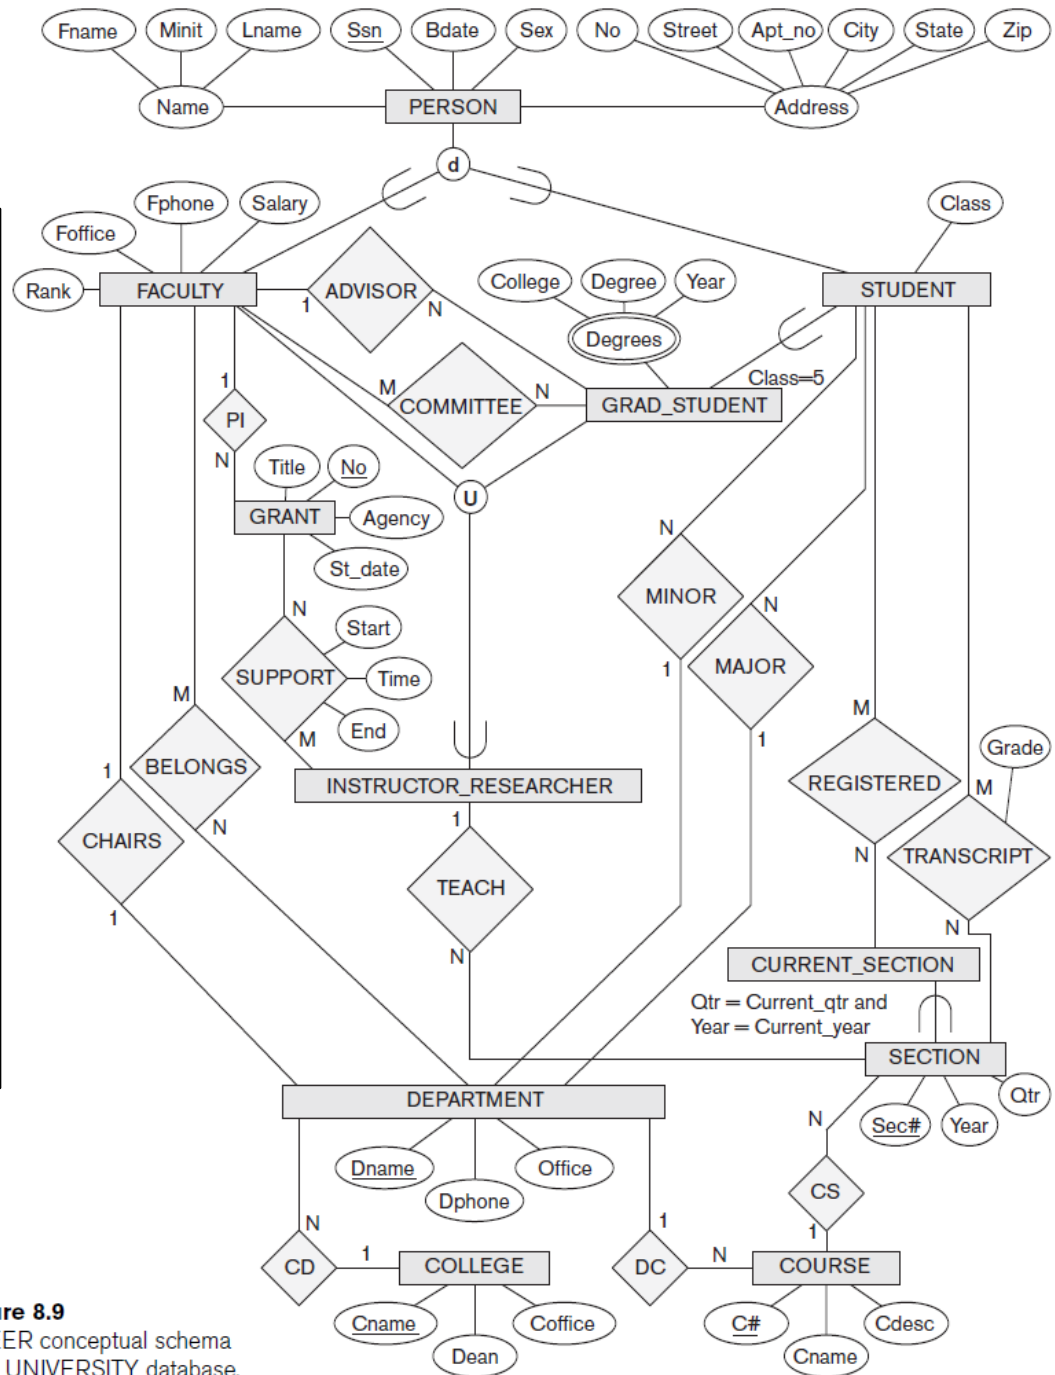 Fname Minit Lname Ssn Bdate Sex No Street Apt_no City State Zip
Name PERSON Address
d
Fphone Salary Class
Foffice
College Degree Year
Rank FACULTY ADVISOR STUDENT
1 N
Degrees
Class=5
1 M N
COMMITTEE GRAD_STUDENT
PI
N Title No
U
GRANT Agency
N
St_date
MINOR
N N
Start
SUPPORT Time 1 MAJOR
M M
End
M 1 Grade
BELONGS
1 INSTRUCTOR_RESEARCHER REGISTERED M
N 1
CHAIRS
N TRANSCRIPT
TEACH
1 N
N
CURRENT_SECTION
Qtr = Current_qtr and
Year = Current_year
SECTION
DEPARTMENT Qtr
N Sec# Year
Dname Office
Dphone CS
N 1 1
1 N
CD COLLEGE DC COURSE
Cname Coffice C# Cdesc
Dean Cname
re 8.9
EER conceptual schema
UNIVERSITY database.